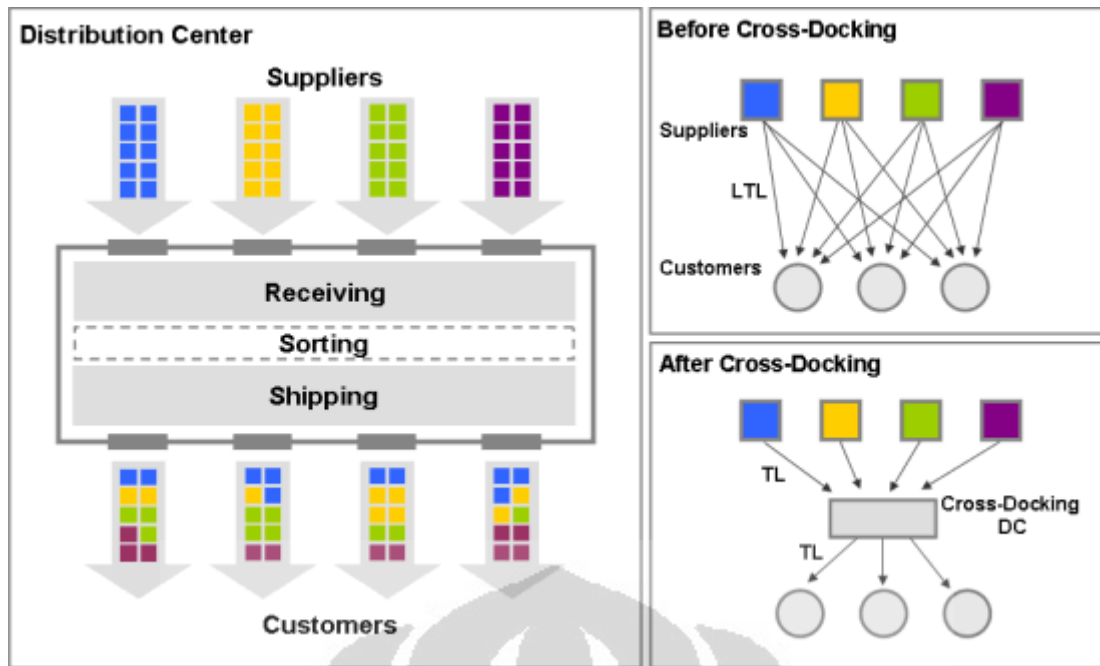 Distribution Center
Suppliers
Receiving
Sorting
Shipping
Customers
Before Cross-Docking
Suppliers
LTL
Customers
After Cross-Docking
TL
Cross-Docking
DC
TL